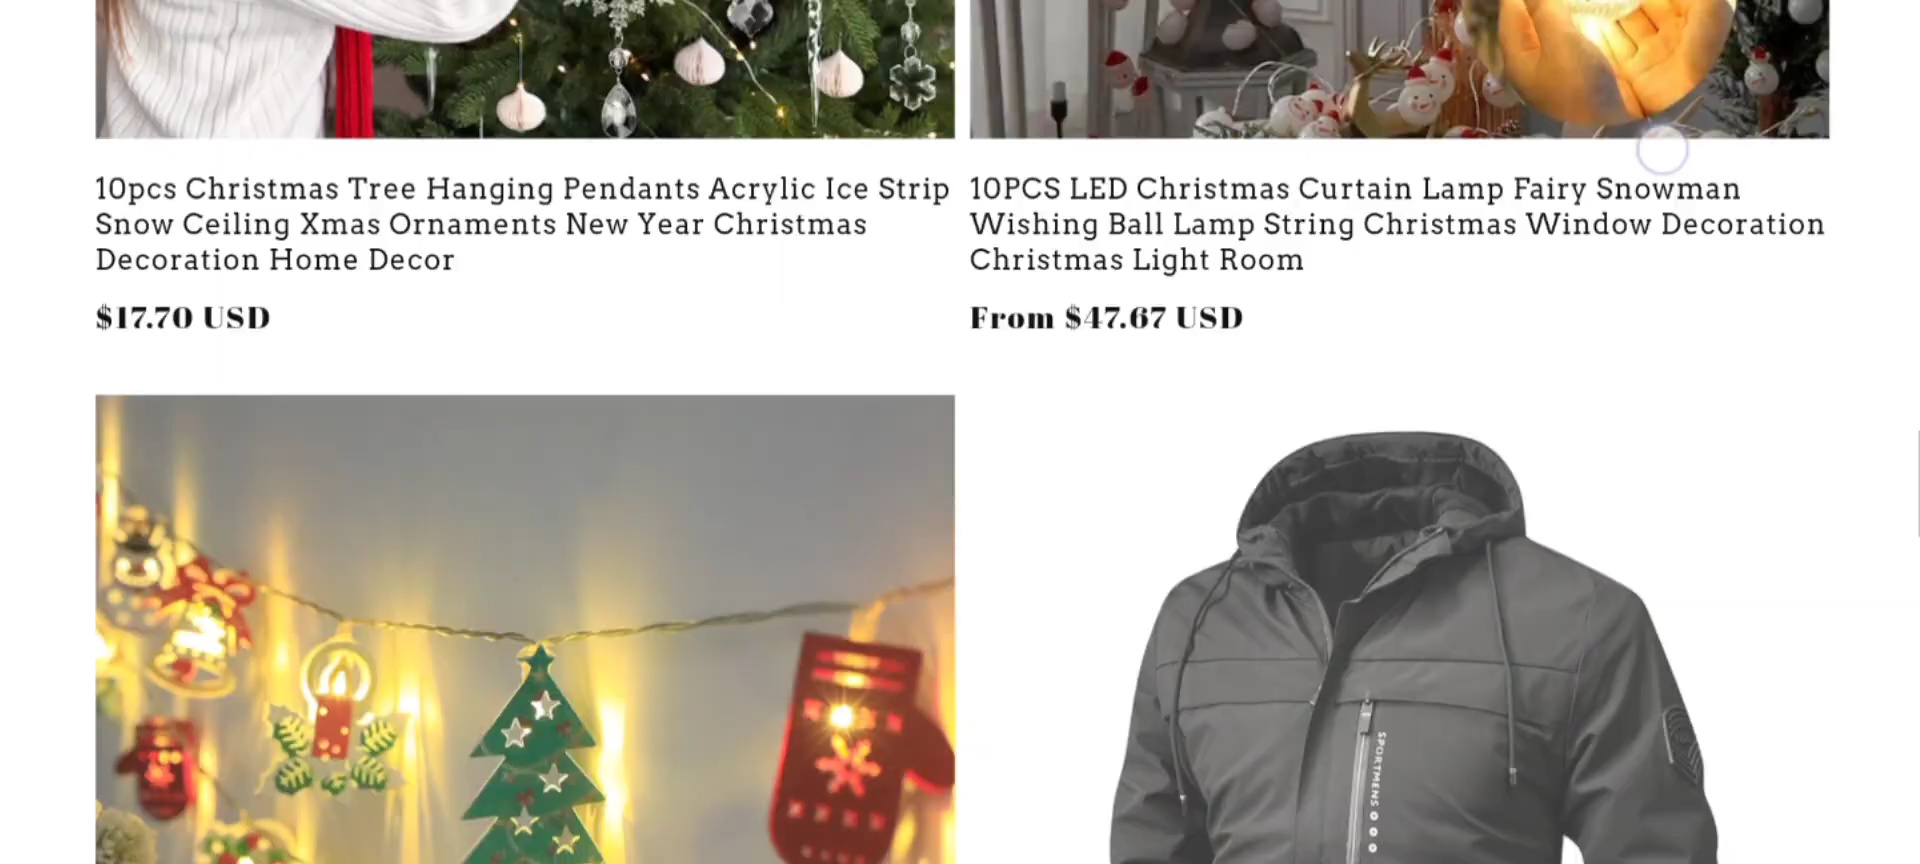 10pcs Christmas Tree Hanging Pendants Acrylic Ice Strip
Snow Ceiling Xmas Ornaments New Year Christmas
Decoration Home Decor
$17.70 USD
10PCS LED Christmas Curtain Lamp Fairy Snowman
Wishing Ball Lamp String Christmas Window Decoration
Christmas Light Room
From $47.67 USD
SPORTMENS